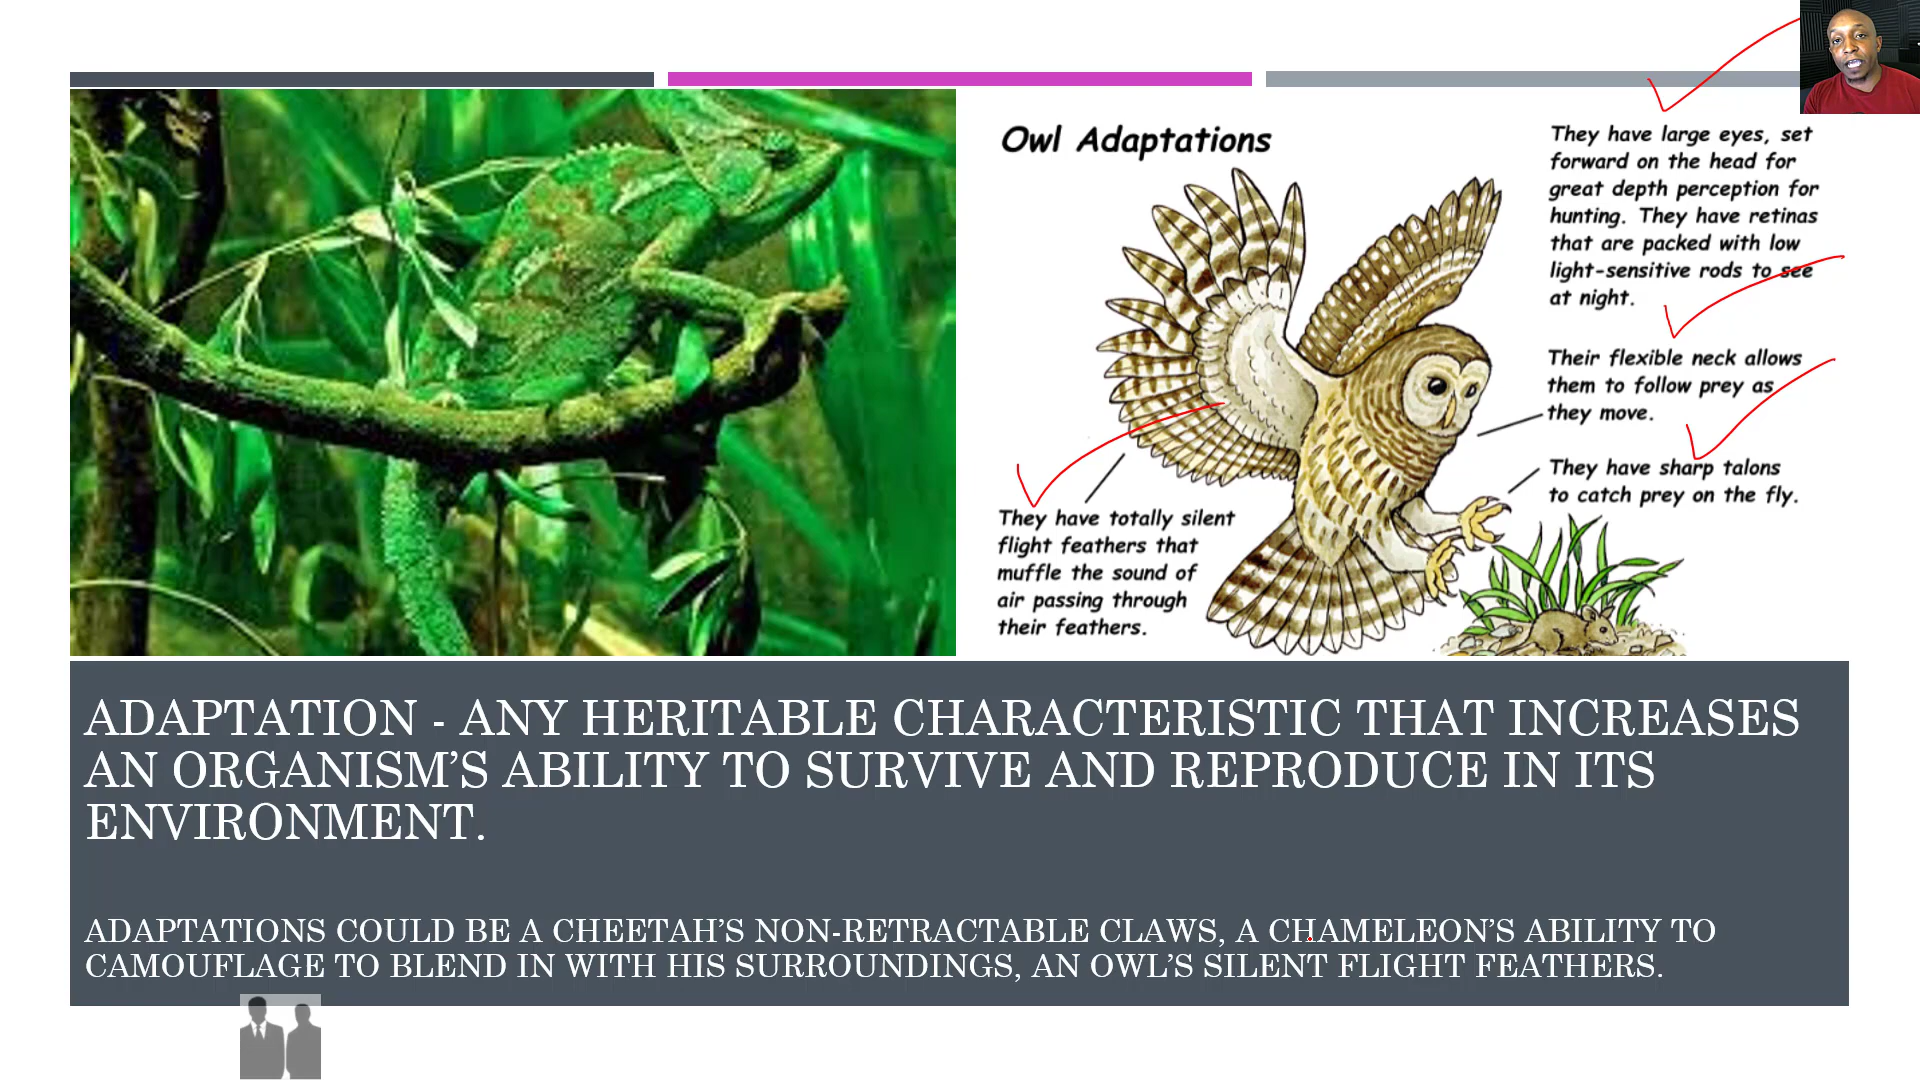 Owl Adaptations
They have large eyes, set
forward on the head for
great depth perception for
hunting. They have retinas
that are packed with low
light-sensitive rods to see
at night.
Their flexible neck allows
them to follow prey as
they move.
They have sharp talons
to catch prey on the fly.
They have totally silent
flight feathers that
muffle the sound of
air passing through
their feathers.
ADAPTATION - ANY HERITABLE CHARACTERISTIC THAT INCREASES
AN ORGANISM’S ABILITY TO SURVIVE AND REPRODUCE IN ITS
ENVIRONMENT.
ADAPTATIONS COULD BE A CHEETAH’S NON-RETRACTABLE CLAWS, A CHAMELEON’S ABILITY TO
CAMOUFLAGE TO BLEND IN WITH HIS SURROUNDINGS, AN OWL’S SILENT FLIGHT FEATHERS.